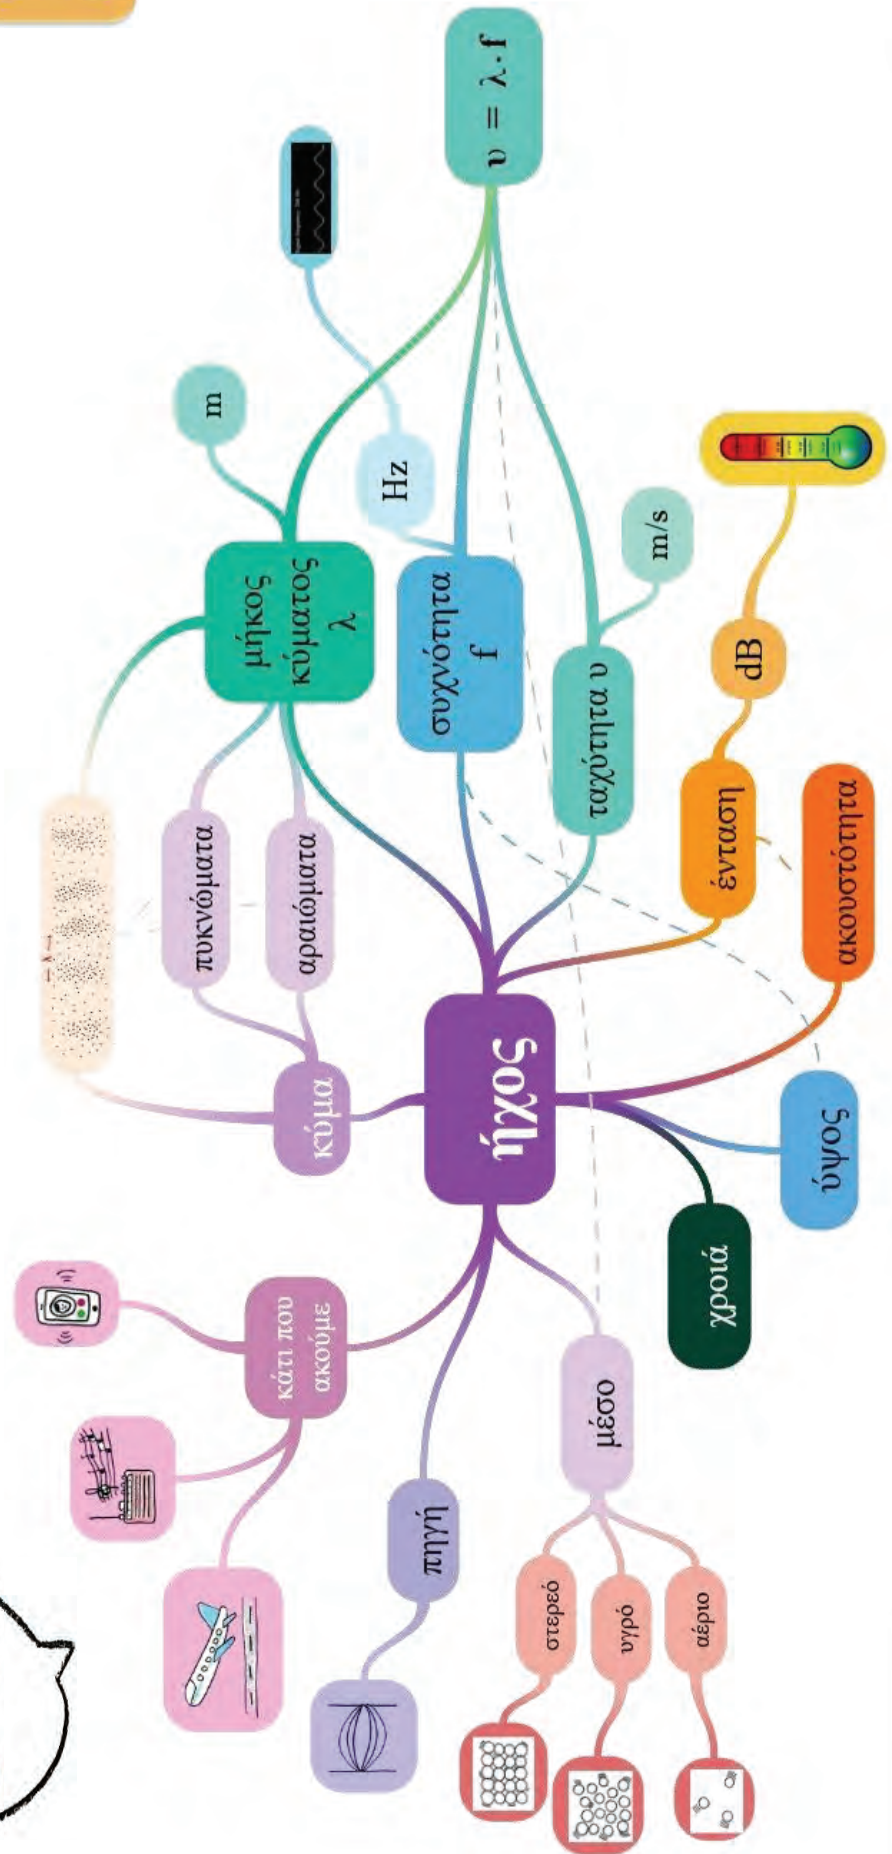 ήχος
κάτι που
ακούμε
πηγή
μέσο
στερεό
υγρό
αέριο
κύμα
πυκνώματα
αραιώματα
λ
μήκος
κύματος
λ
m
συχνότητα
f
Hz
ταχύτητα υ
m/s
υ = λ·f
ένταση
dB
ακουστότητα
ύψος
χροιά